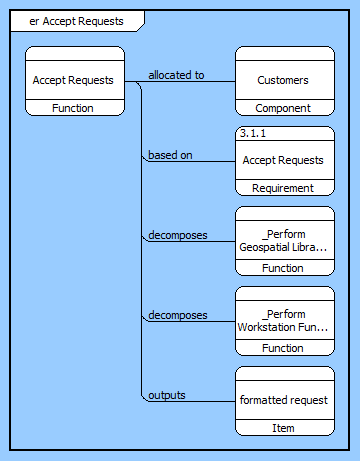 er Accept Requests
Accept Requests
Function
allocated to
Customers
Component
based on
3.1.1
Accept Requests
Requirement
decomposes
_Perform
Geospatial Libra...
Function
decomposes
_Perform
Workstation Fun...
Function
outputs
formatted request
Item